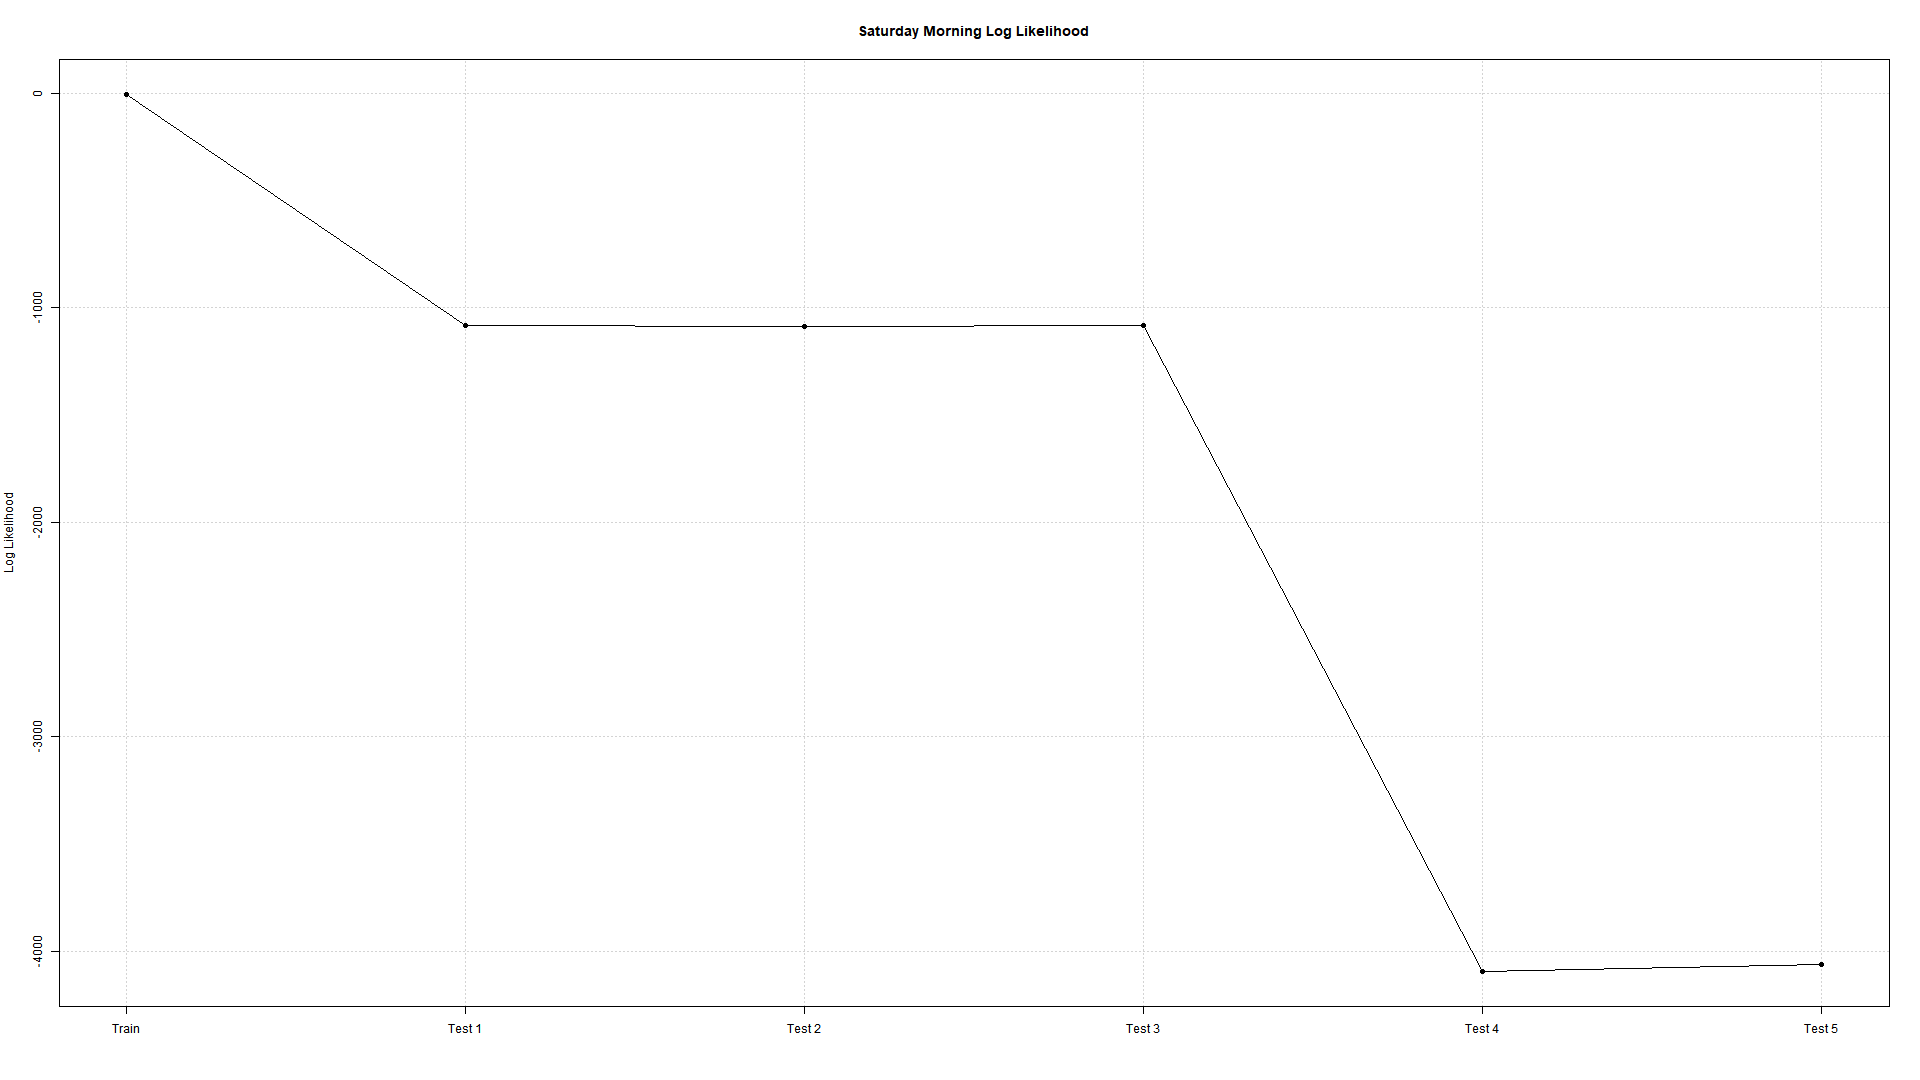 Saturday Morning Log Likelihood
Log Likelihood
0
-1000
-2000
-3000
-4000
Train
Test 1
Test 2
Test 3
Test 4
Test 5